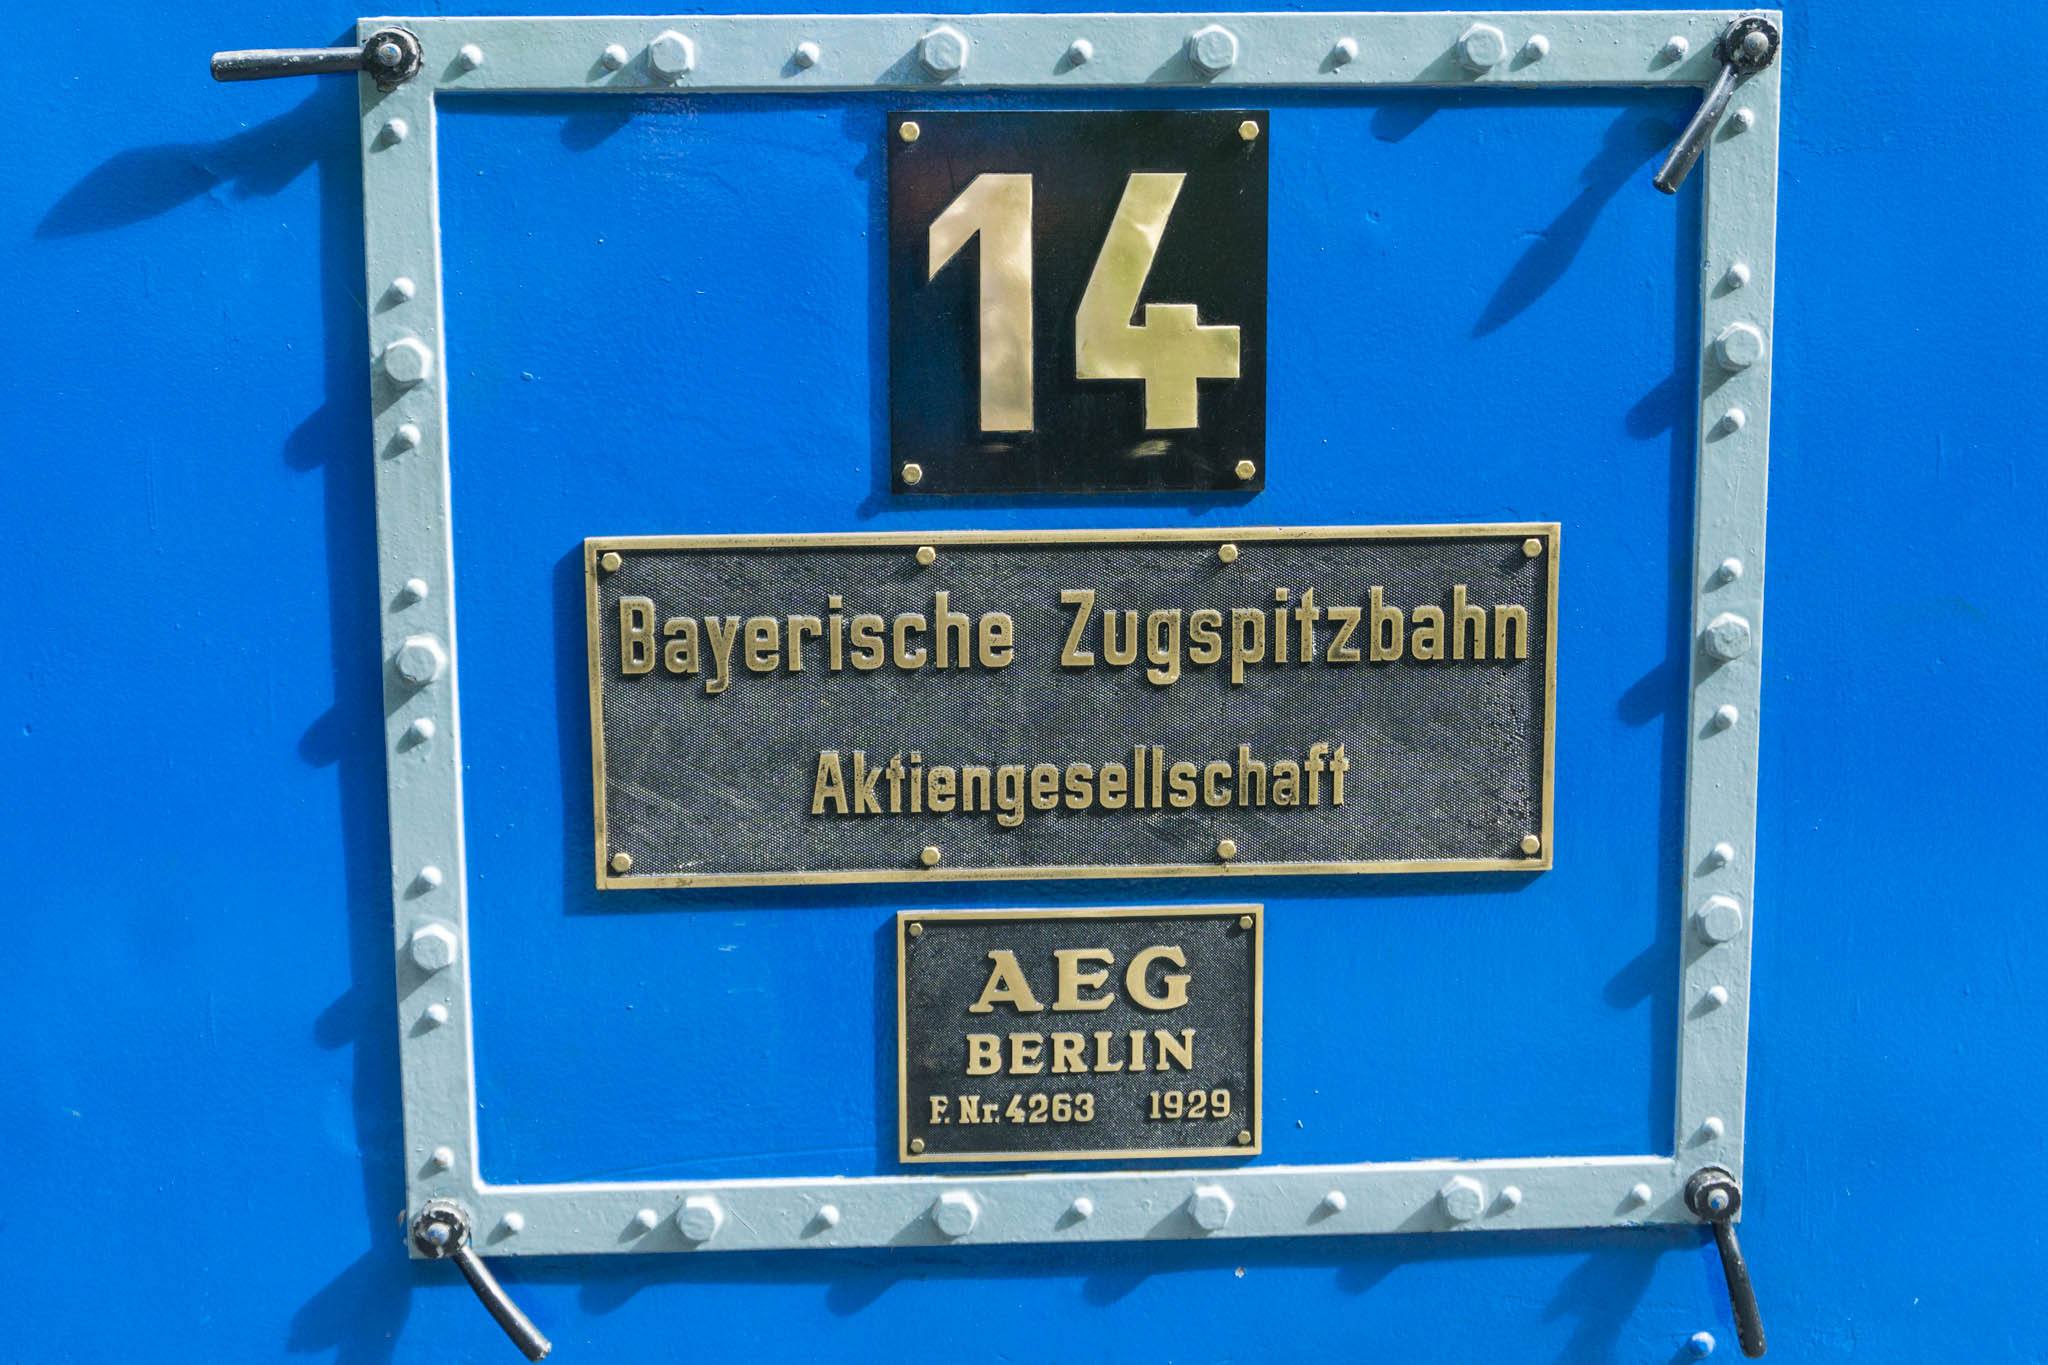 14
Bayerische Zugspitzbahn
Aktiengesellschaft
AEG
BERLIN
F. Nr. 4263 1929